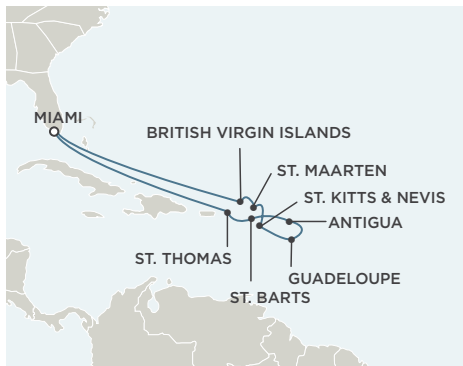 MIAMI
BRITISH VIRGIN ISLANDS
ST. MAARTEN
ST. KITTS & NEVIS
ANTIGUA
ST. THOMAS
GUADELOUPE
ST. BARTS